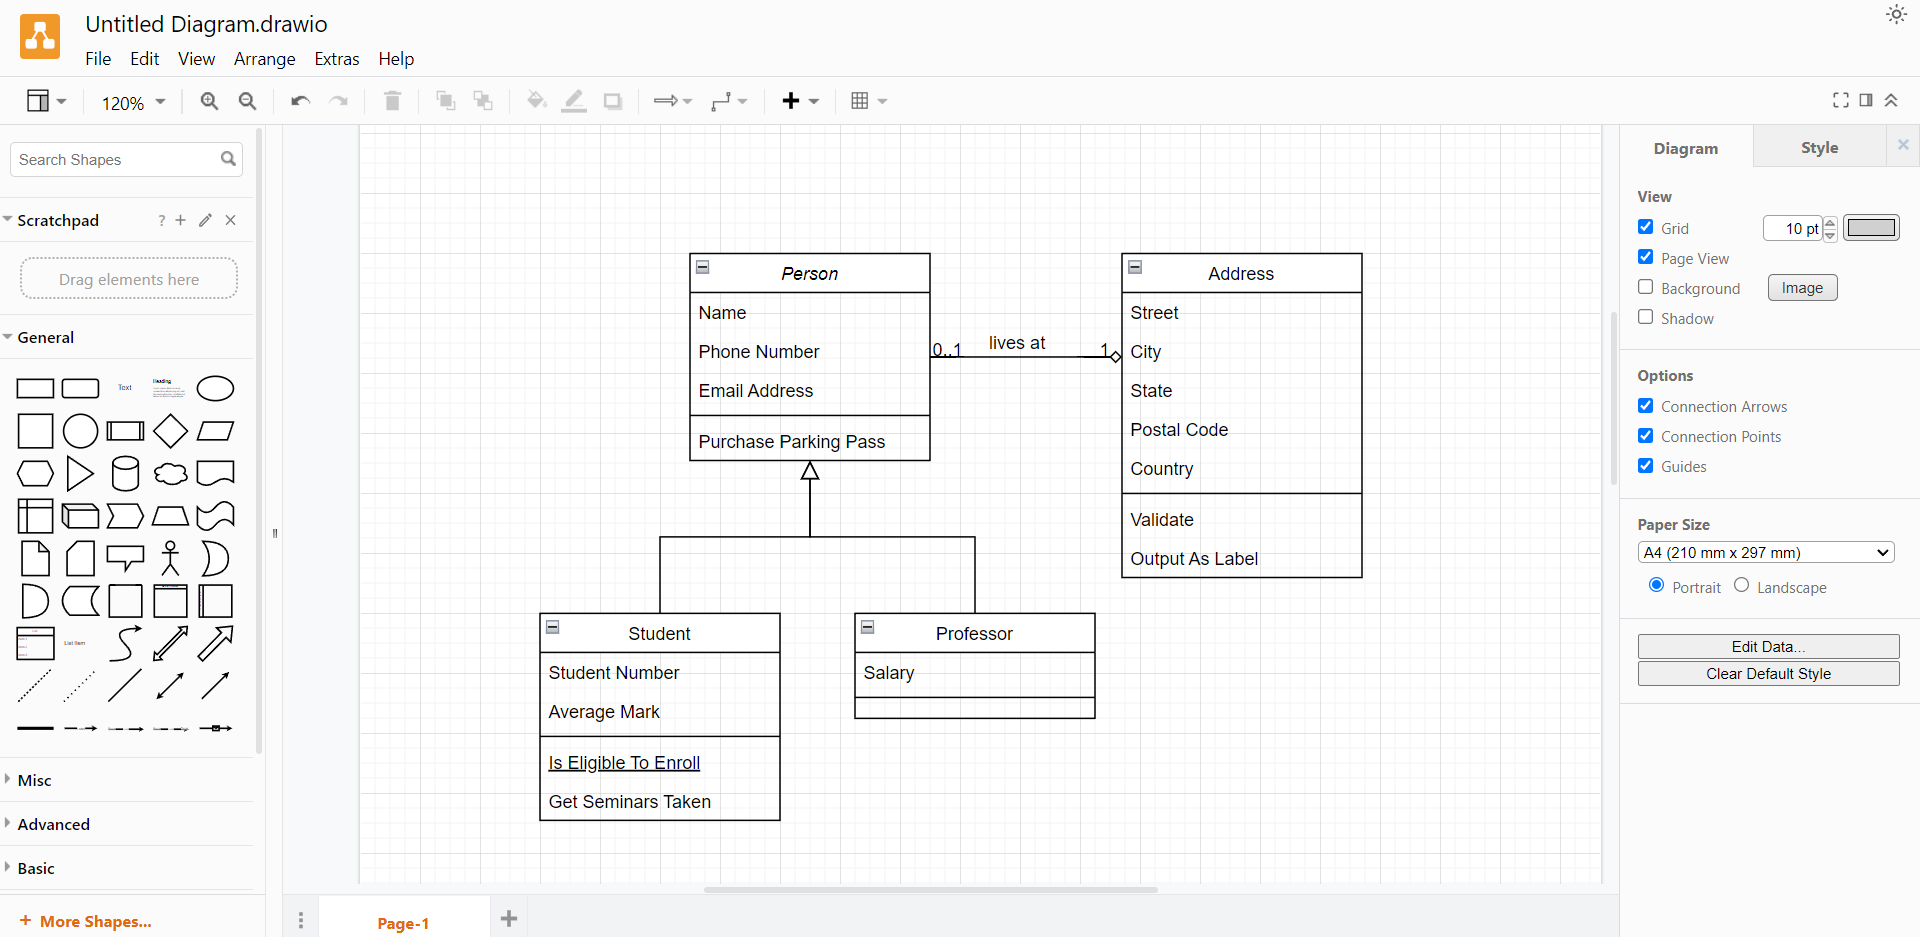 Untitled Diagram.drawio
File Edit View Arrange Extras Help
120%
Search Shapes
Scratchpad
?
Drag elements here
General
Text
Heading
List Item
Misc
Advanced
Basic
+ More Shapes...
Person
Name
Phone Number
Email Address
Purchase Parking Pass
0..1
lives at
1
Address
Street
City
State
Postal Code
Country
Validate
Output As Label
Student
Student Number
Average Mark
Is Eligible To Enroll
Get Seminars Taken
Professor
Salary
Page-1
Diagram
Style
View
Grid
10 pt
Page View
Background
Image
Shadow
Options
Connection Arrows
Connection Points
Guides
Paper Size
A4 (210 mm x 297 mm)
Portrait
Landscape
Edit Data...
Clear Default Style